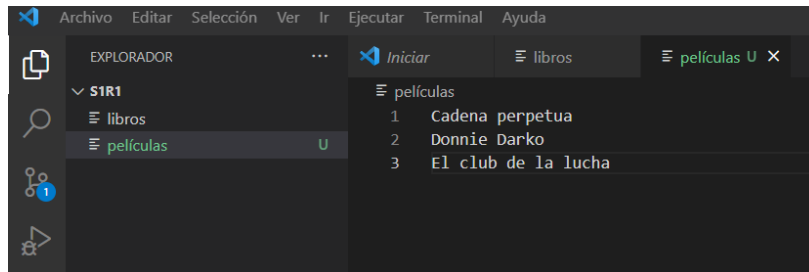 Archivo Editar Selección Ver Ir Ejecutar Terminal Ayuda
EXPLORADOR ...
S1R1
libros
películas U
1
Iniciar libros películas U
películas
1 Cadena perpetua
2 Donnie Darko
3 El club de la lucha